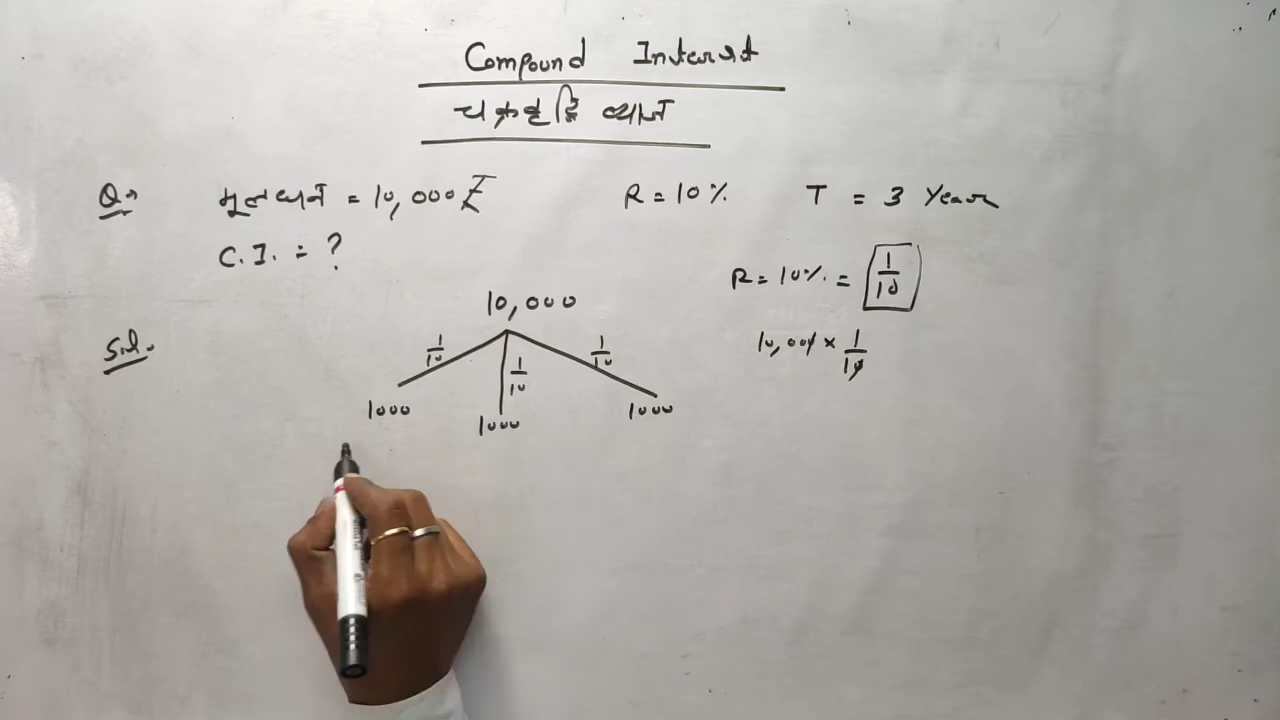 Compound Interest
चक्रवृद्धि ब्याज
Q→ मूलधन = 10,000₹ R = 10% T = 3 Year
C.I. = ?
R = 10% = 1/10
10,000
Sol. 1/10 1/10 1/10 10,000 × 1/10
1000 1000 1000